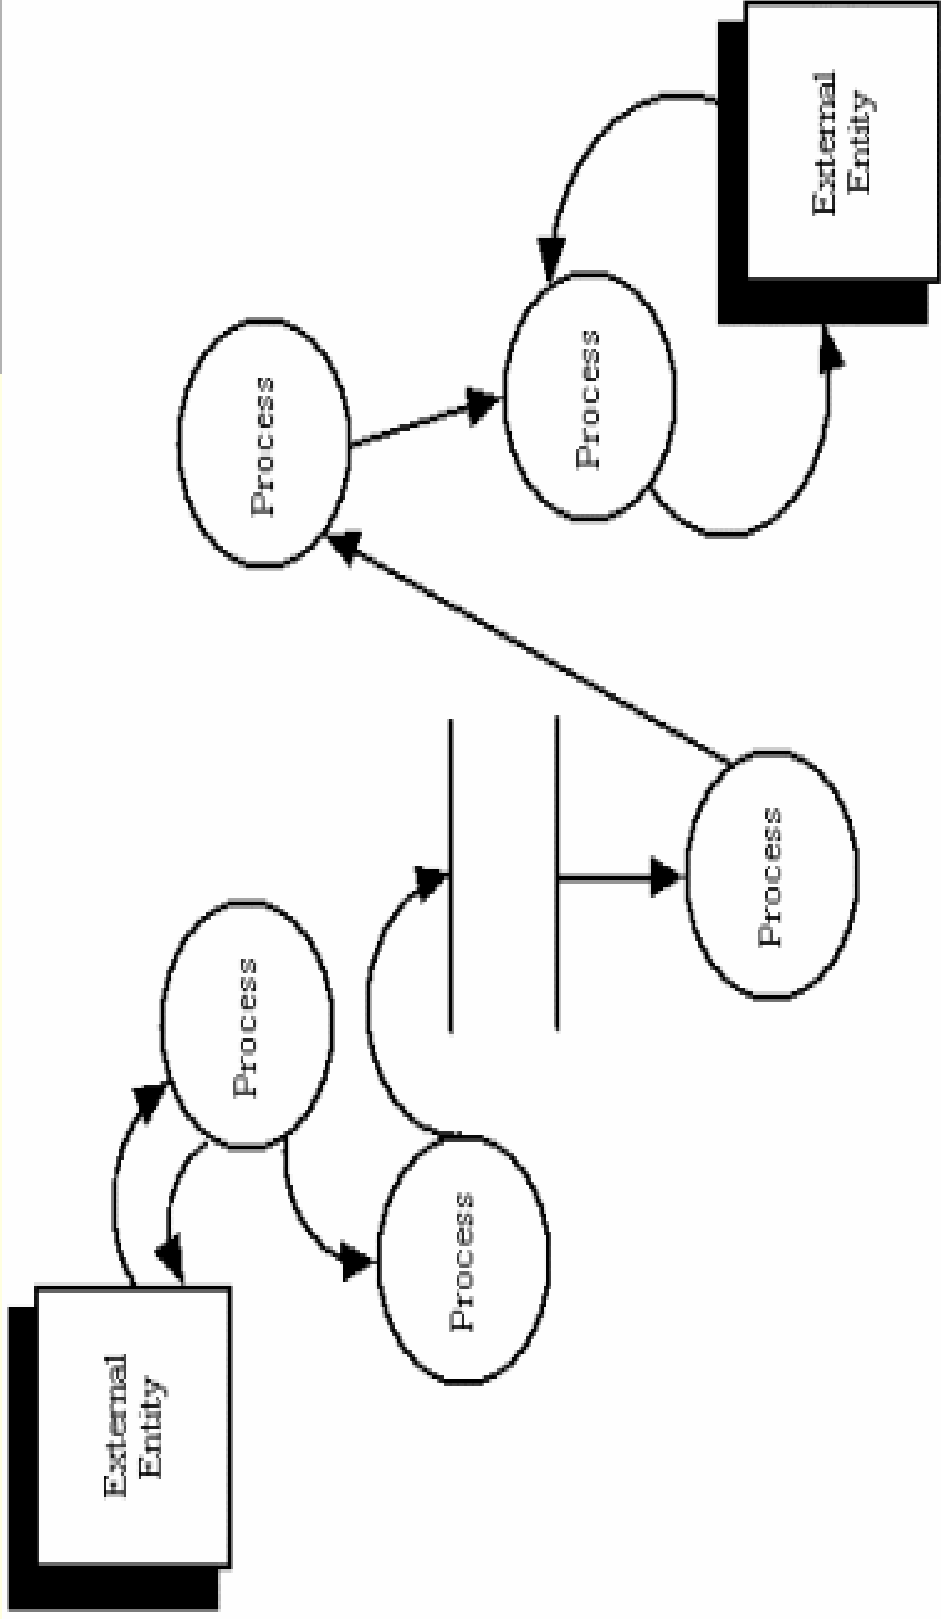 External
Entity
Process
Process
Process
Process
Process
External
Entity